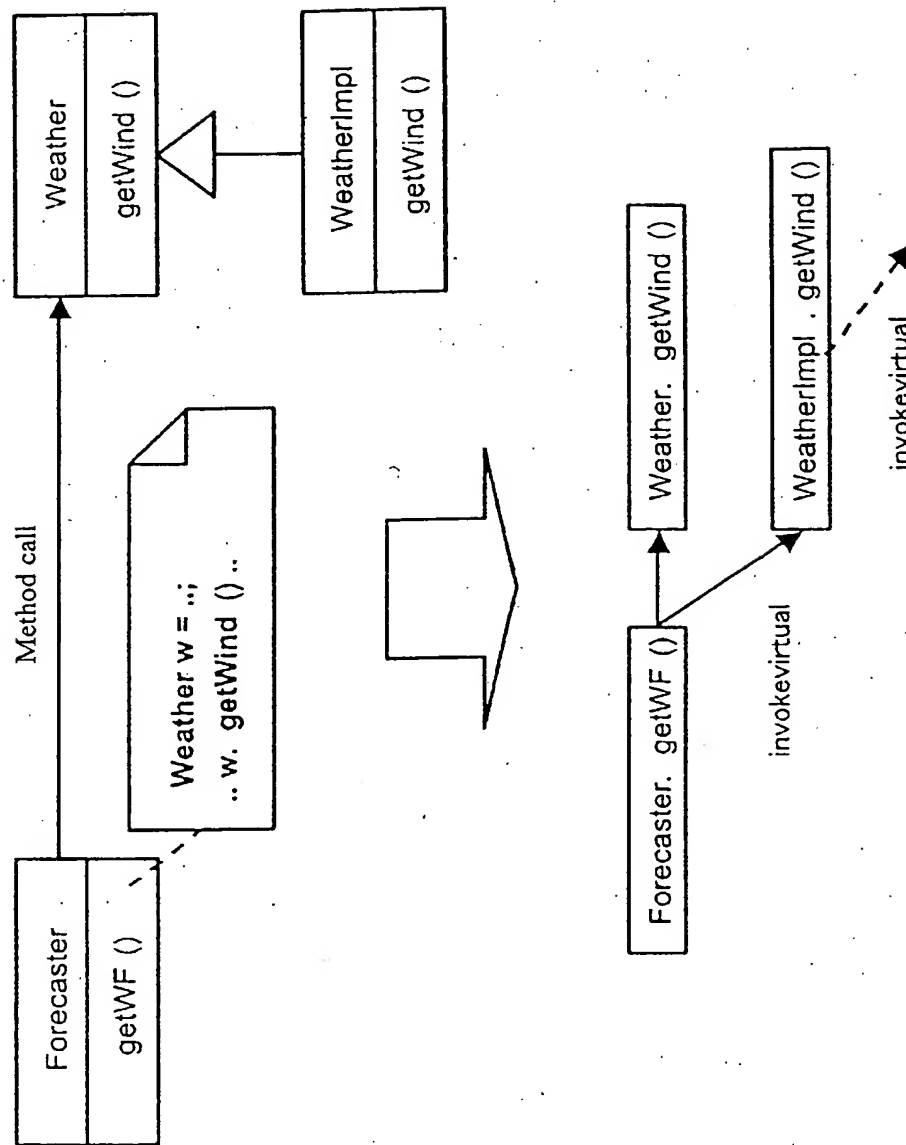 Forecaster
getWF ()
Method call
Weather
getWind ()
Weather w = ..;
.. w. getWind () ..
WeatherImpl
getWind ()
Forecaster. getWF ()
Weather. getWind ()
invokevirtual
WeatherImpl . getWind ()
invokevirtual